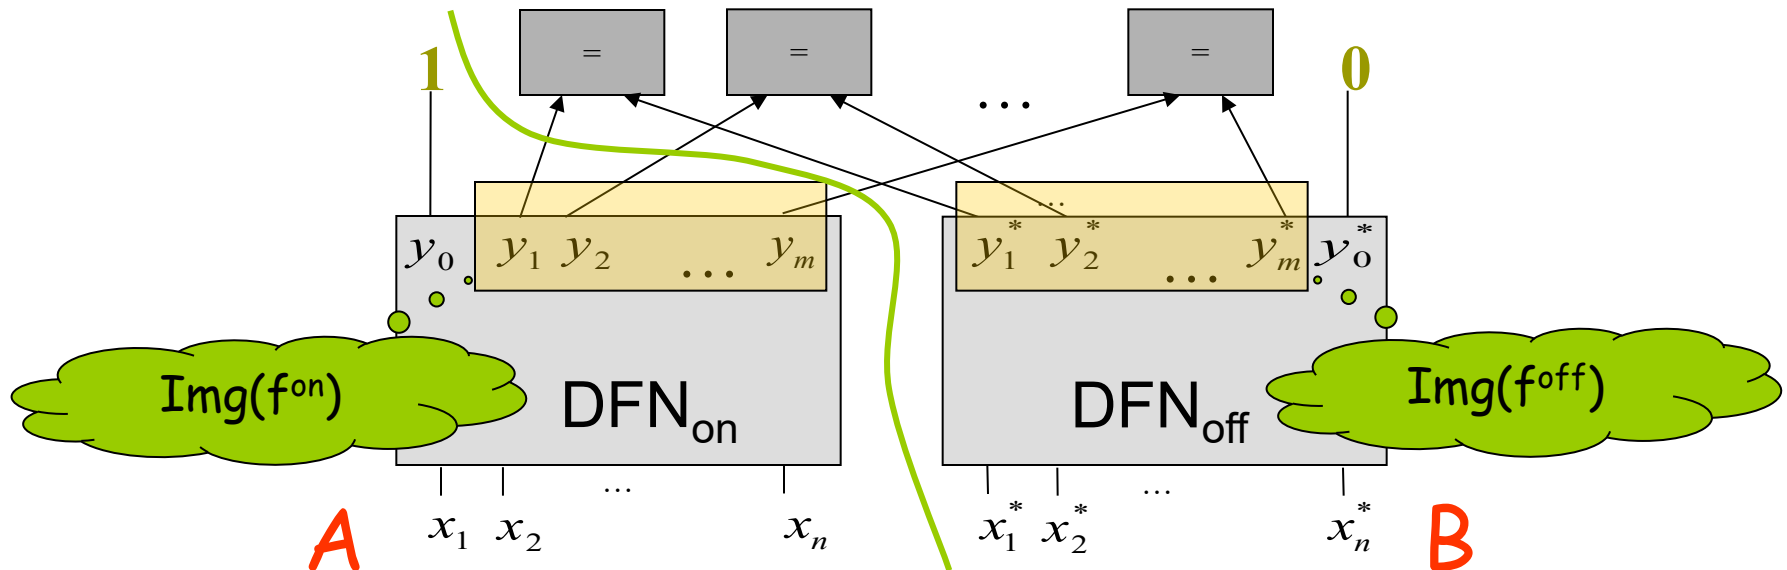 1 = = … = 0
…
y₀ y₁ y₂ … yₘ y₁* y₂* … yₘ* y₀*
Img(fᵒⁿ) DFNₒₙ DFN_off Img(fᵒᶠᶠ)
… …
A x₁ x₂ xₙ x₁* x₂* xₙ* B